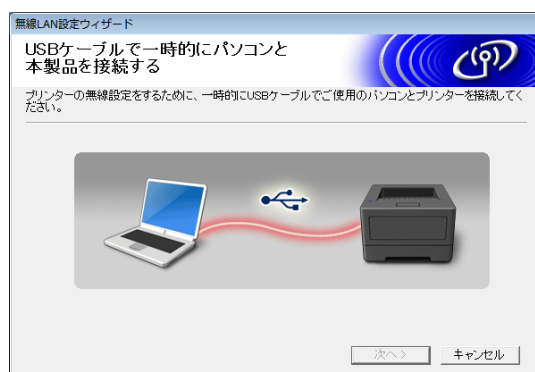 無線LAN設定ウィザード
USBケーブルで一時的にパソコンと
本製品を接続する
プリンターの無線設定をするために、一時的にUSBケーブルでご使用のパソコンとプリンターを接続してく
ださい。
次へ >
キャンセル